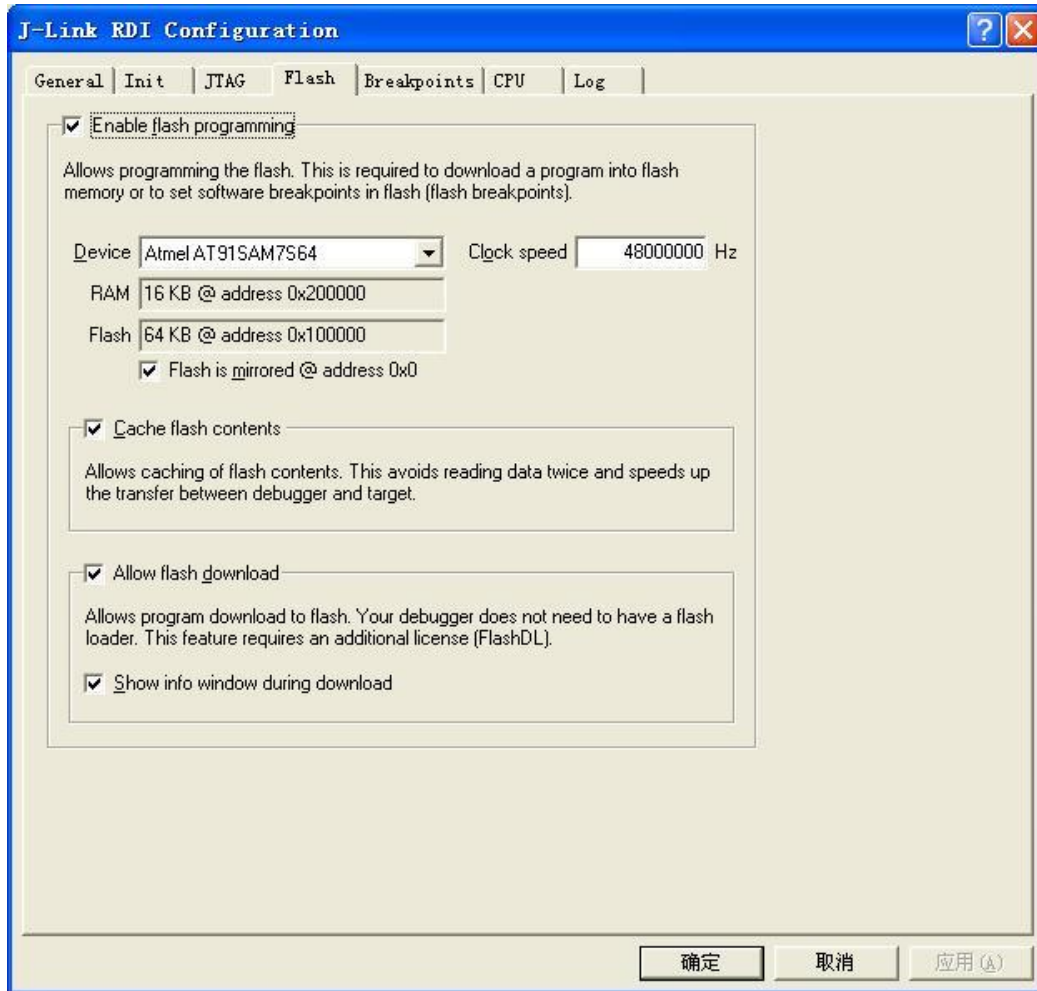 J-Link RDI Configuration
General Init JTAG Flash Breakpoints CPU Log
Enable flash programming
Allows programming the flash. This is required to download a program into flash
memory or to set software breakpoints in flash (flash breakpoints).
Device Atmel AT91SAM7S64 Clock speed 48000000 Hz
RAM 16 KB @ address 0x200000
Flash 64 KB @ address 0x100000
Flash is mirrored @ address 0x0
Cache flash contents
Allows caching of flash contents. This avoids reading data twice and speeds up
the transfer between debugger and target.
Allow flash download
Allows program download to flash. Your debugger does not need to have a flash
loader. This feature requires an additional license (FlashDL).
Show info window during download
确定 取消 应用(A)